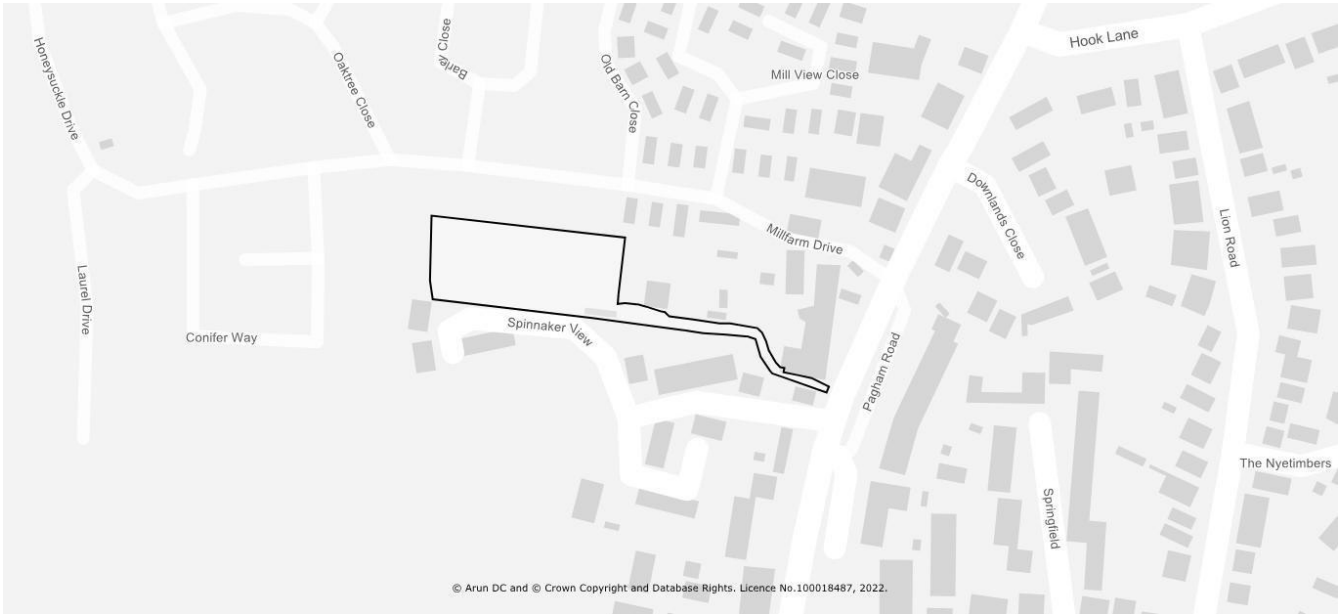 Hook Lane
Honeysuckle Drive
Oaktree Close
Barley Close
Old Barn Close
Mill View Close
Downlands Close
Lion Road
Millfarm Drive
Laurel Drive
Conifer Way
Spinnaker View
Pagham Road
The Nyetimbers
Springfield
© Arun DC and © Crown Copyright and Database Rights. Licence No.100018487, 2022.